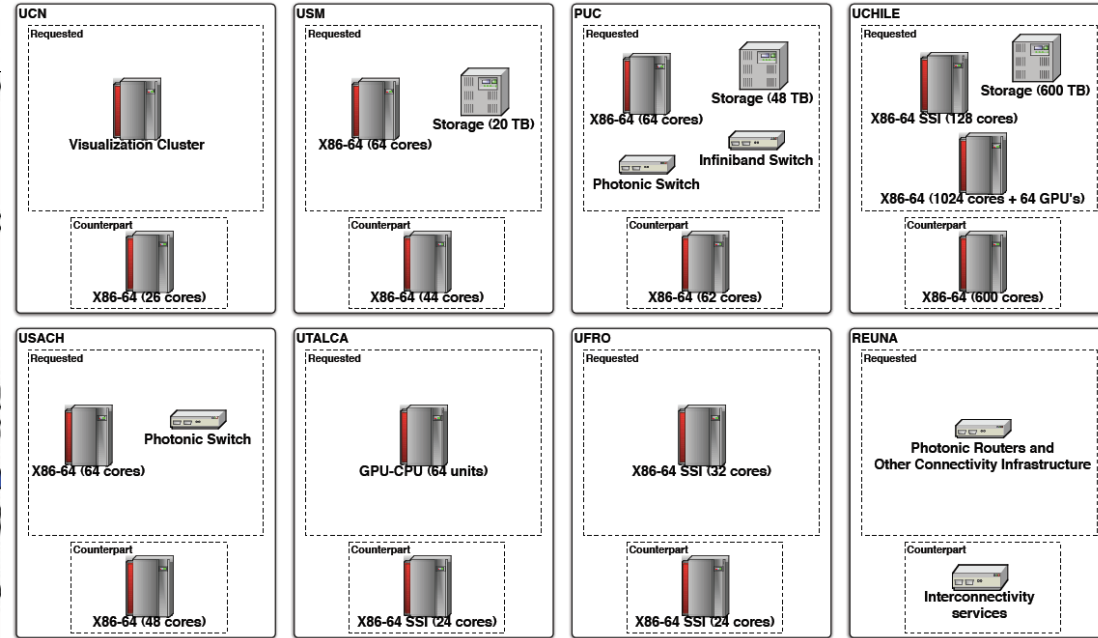 UCN
Requested
Visualization Cluster
Counterpart
X86-64 (26 cores)
USM
Requested
X86-64 (64 cores)
Storage (20 TB)
Counterpart
X86-64 (44 cores)
PUC
Requested
X86-64 (64 cores)
Storage (48 TB)
Infiniband Switch
Photonic Switch
Counterpart
X86-64 (62 cores)
UCHILE
Requested
X86-64 SSI (128 cores)
Storage (600 TB)
X86-64 (1024 cores + 64 GPU's)
Counterpart
X86-64 (600 cores)
USACH
Requested
X86-64 (64 cores)
Photonic Switch
Counterpart
X86-64 (48 cores)
UTALCA
Requested
GPU-CPU (64 units)
Counterpart
X86-64 SSI (24 cores)
UFRO
Requested
X86-64 SSI (32 cores)
Counterpart
X86-64 SSI (24 cores)
REUNA
Requested
Photonic Routers and
Other Connectivity Infrastructure
Counterpart
Interconnectivity
services